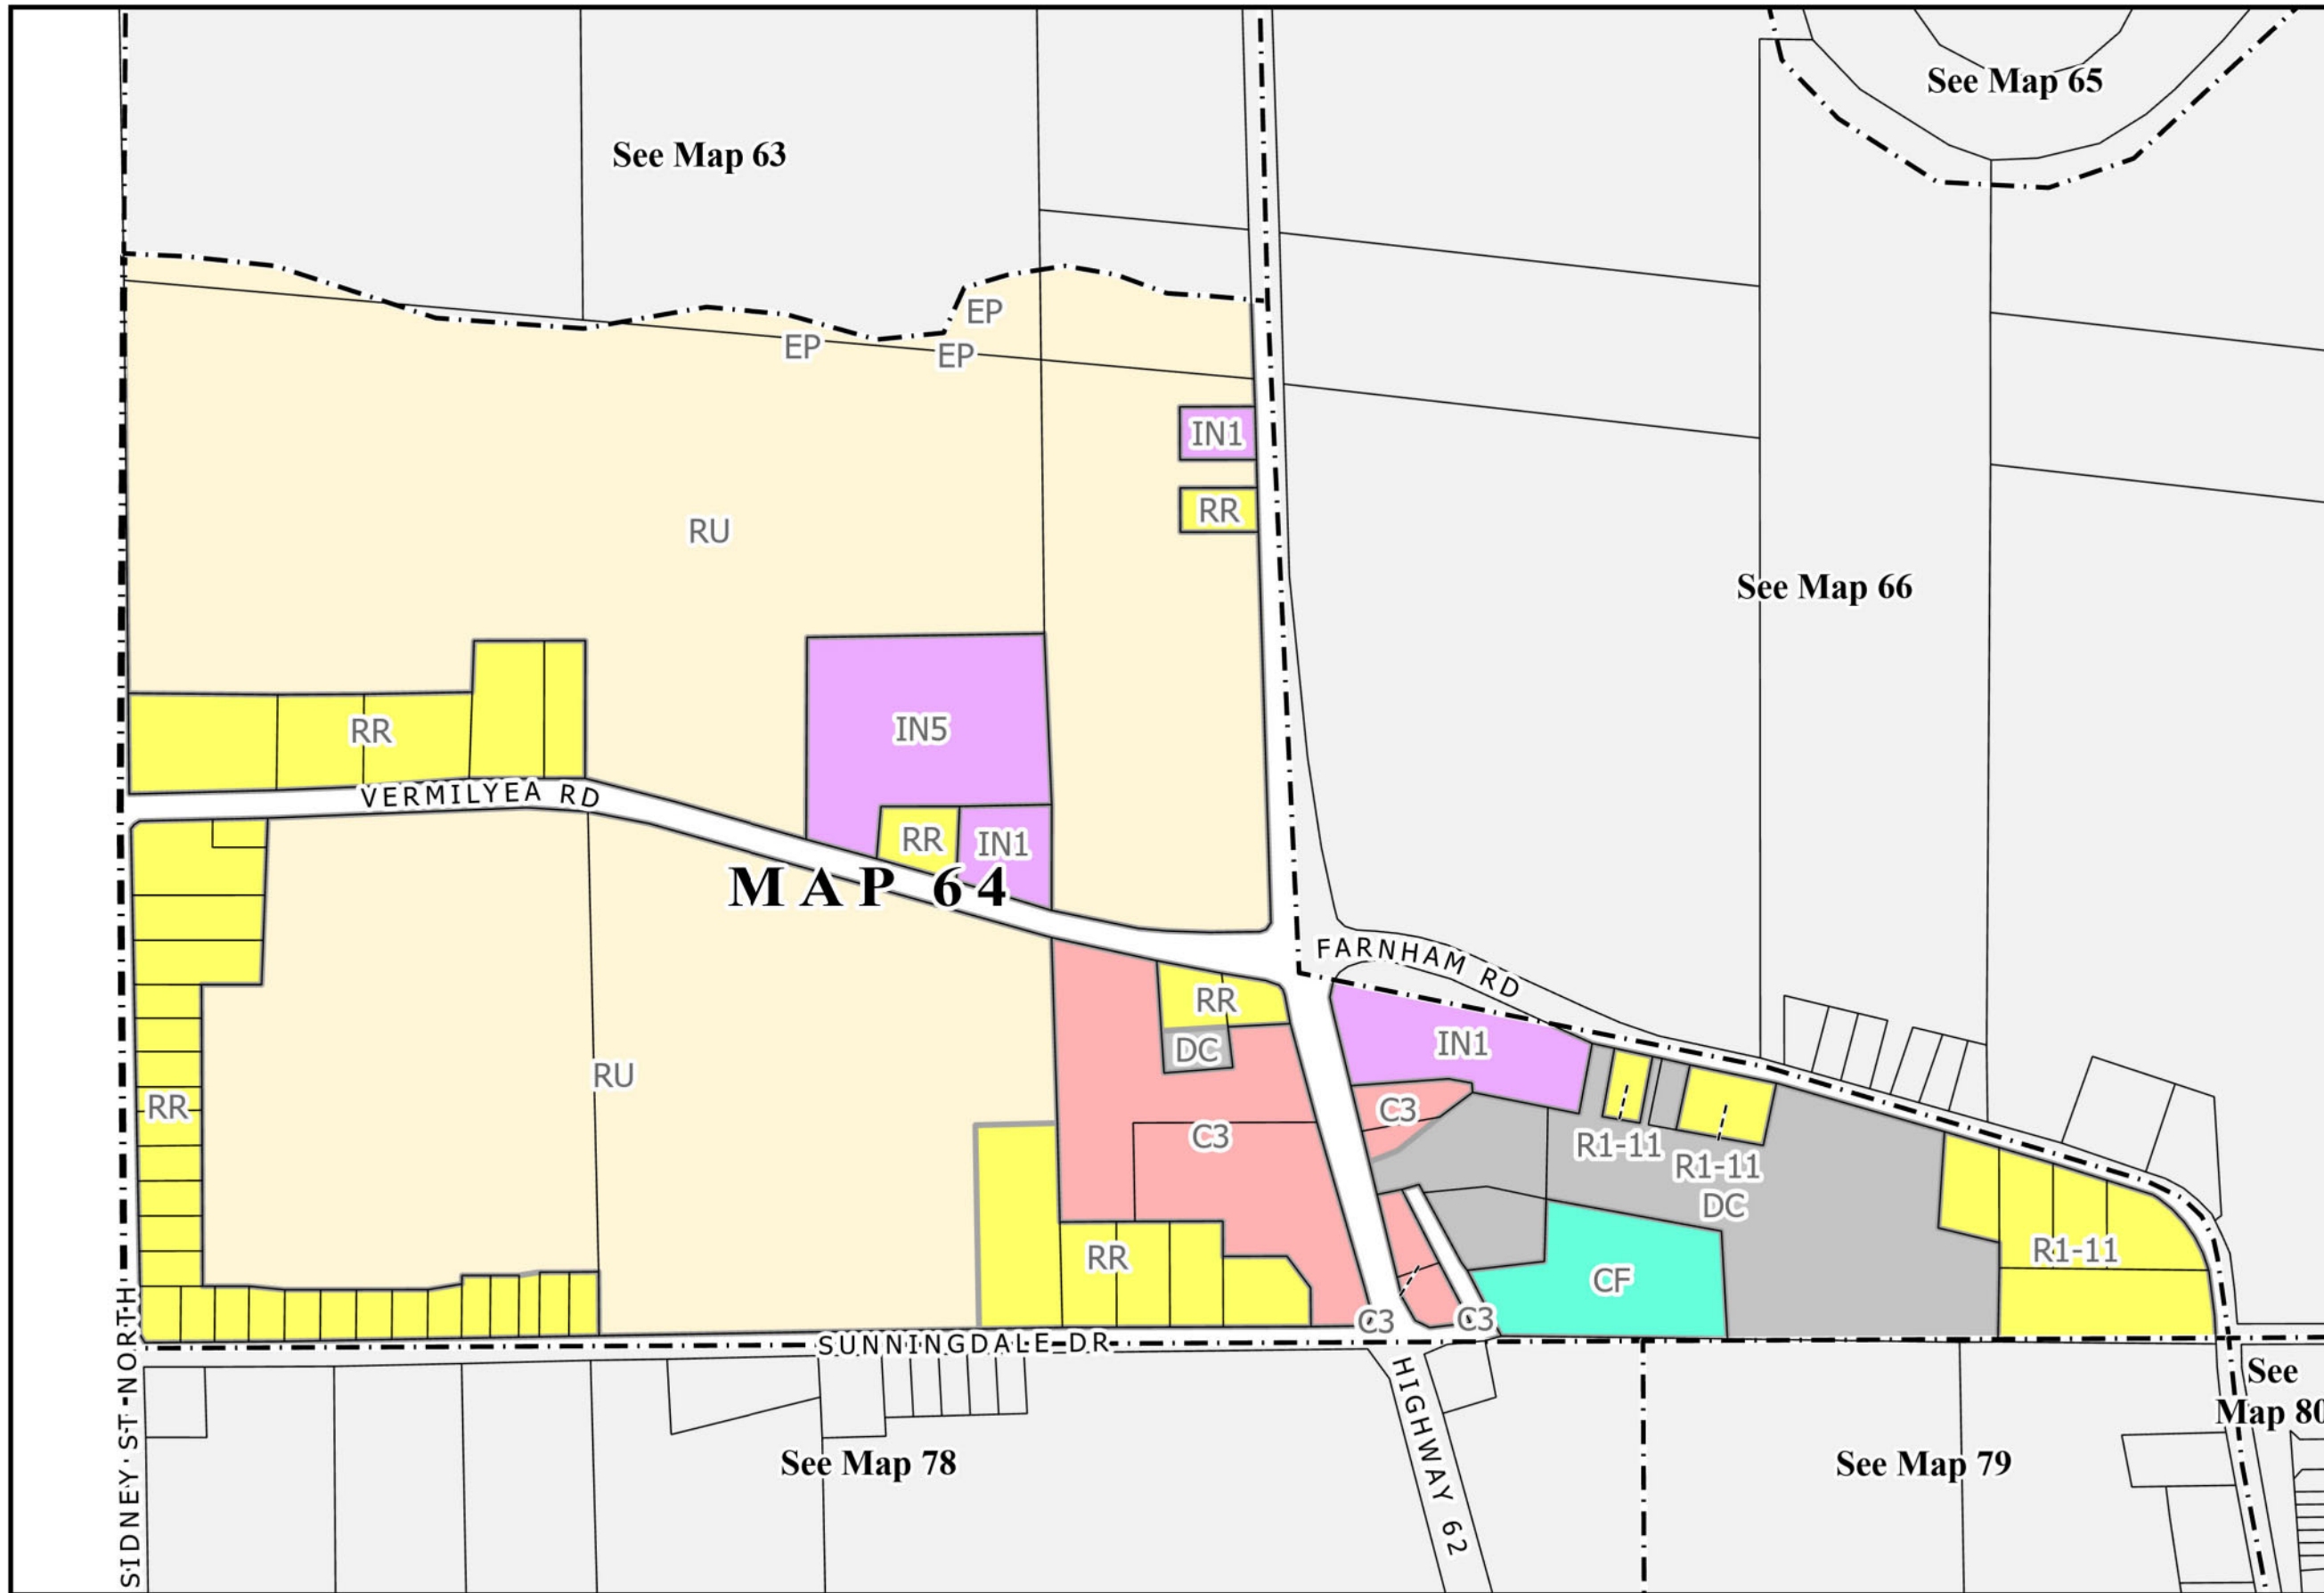 See Map 65
See Map 63
EP
EP
EP
IN1
RR
RU
See Map 66
RR
IN5
VERMILYEA RD
RR
IN1
MAP 64
FARNHAM RD
RR
IN1
DC
RU
RR
C3
C3
R1-11
R1-11
DC
R1-11
RR
CF
C3
C3
SUNNINGDALE DR
SIDNEY ST NORTH
HIGHWAY 62
See
Map 80
See Map 78
See Map 79